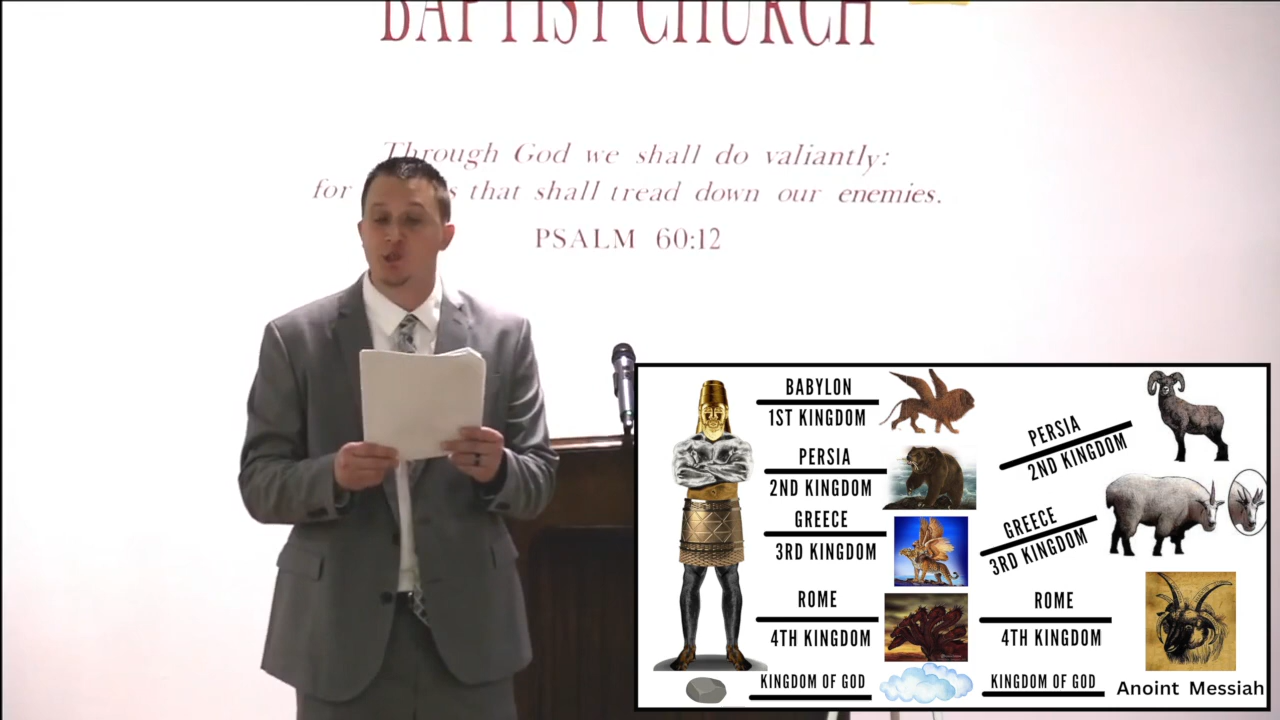 BAPTIST CHURCH
Through God we shall do valiantly:
for that shall tread down our enemies.
PSALM 60:12
BABYLON
1ST KINGDOM
PERSIA
2ND KINGDOM
GREECE
3RD KINGDOM
ROME
4TH KINGDOM
KINGDOM OF GOD
PERSIA
2ND KINGDOM
GREECE
3RD KINGDOM
ROME
4TH KINGDOM
KINGDOM OF GOD
Anoint Messiah